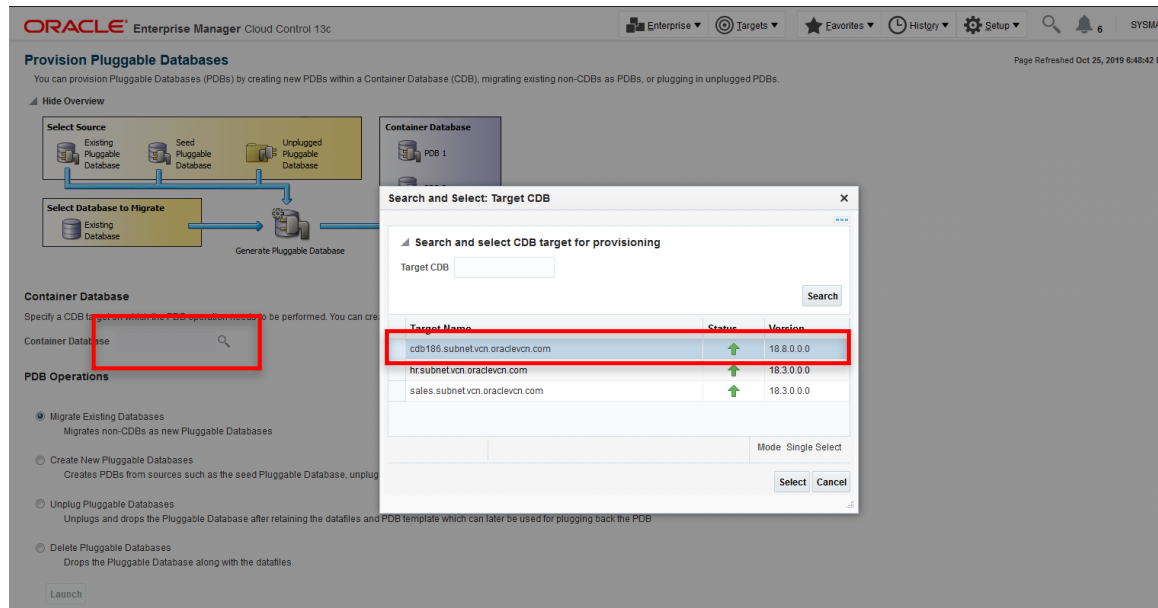 ORACLE Enterprise Manager Cloud Control 13c
Enterprise Targets Favorites History Setup 6
Provision Pluggable Databases
Page Refreshed Oct 25, 2019 6:48:42
You can provision Pluggable Databases (PDBs) by creating new PDBs within a Container Database (CDB), migrating existing non-CDBs as PDBs, or plugging in unplugged PDBs.
Hide Overview
Select Source
Existing Pluggable Database
Seed Pluggable Database
Unplugged Pluggable Database
Container Database
PDB 1
Select Database to Migrate
Existing Database
Generate Pluggable Database
Container Database
Specify a CDB target on which the PDB operation needs to be performed. You can
Container Database
PDB Operations
Migrate Existing Databases
Migrates non-CDBs as new Pluggable Databases
Create New Pluggable Databases
Creates PDBs from sources such as the seed Pluggable Database,
Unplug Pluggable Databases
Unplugs and drops the Pluggable Database after retaining the datafiles and PDB template which can later be used for plugging back the PDB
Delete Pluggable Databases
Drops the Pluggable Database along with the datafiles
Launch
Search and Select: Target CDB
Search and select CDB target for provisioning
Target CDB
Search
Target Name Status Version
cdb186.subnet.vcn.oraclevcn.com 18.8.0.0.0
hr.subnet.vcn.oraclevcn.com 18.3.0.0.0
sales.subnet.vcn.oraclevcn.com 18.3.0.0.0
Mode Single Select
Select Cancel